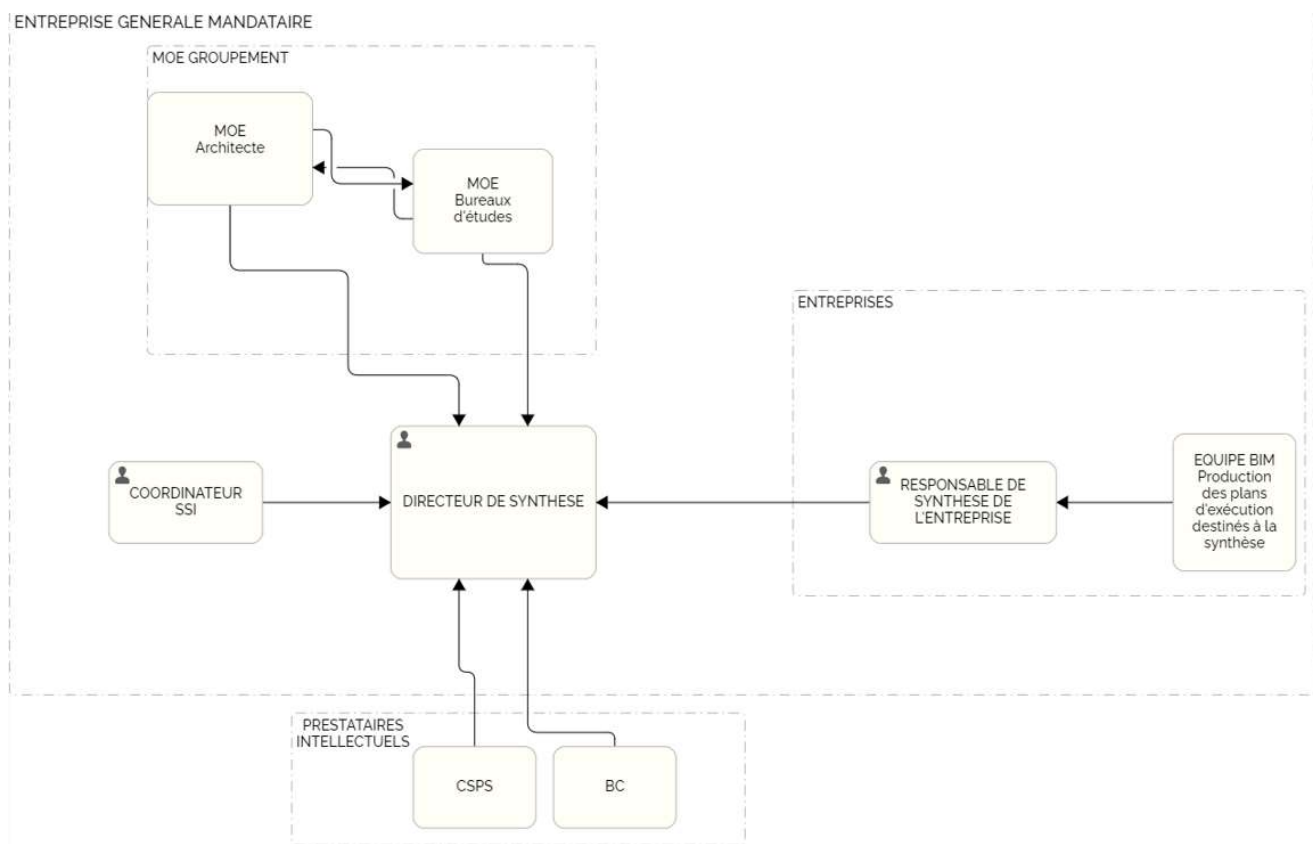 ENTREPRISE GENERALE MANDATAIRE
MOE GROUPEMENT
MOE
Architecte
MOE
Bureaux
d'études
ENTREPRISES
COORDINATEUR
SSI
DIRECTEUR DE SYNTHESE
RESPONSABLE DE
SYNTHESE DE
L'ENTREPRISE
EQUIPE BIM
Production
des plans
d'exécution
destinés à la
synthèse
PRESTATAIRES
INTELLECTUELS
CSPS
BC